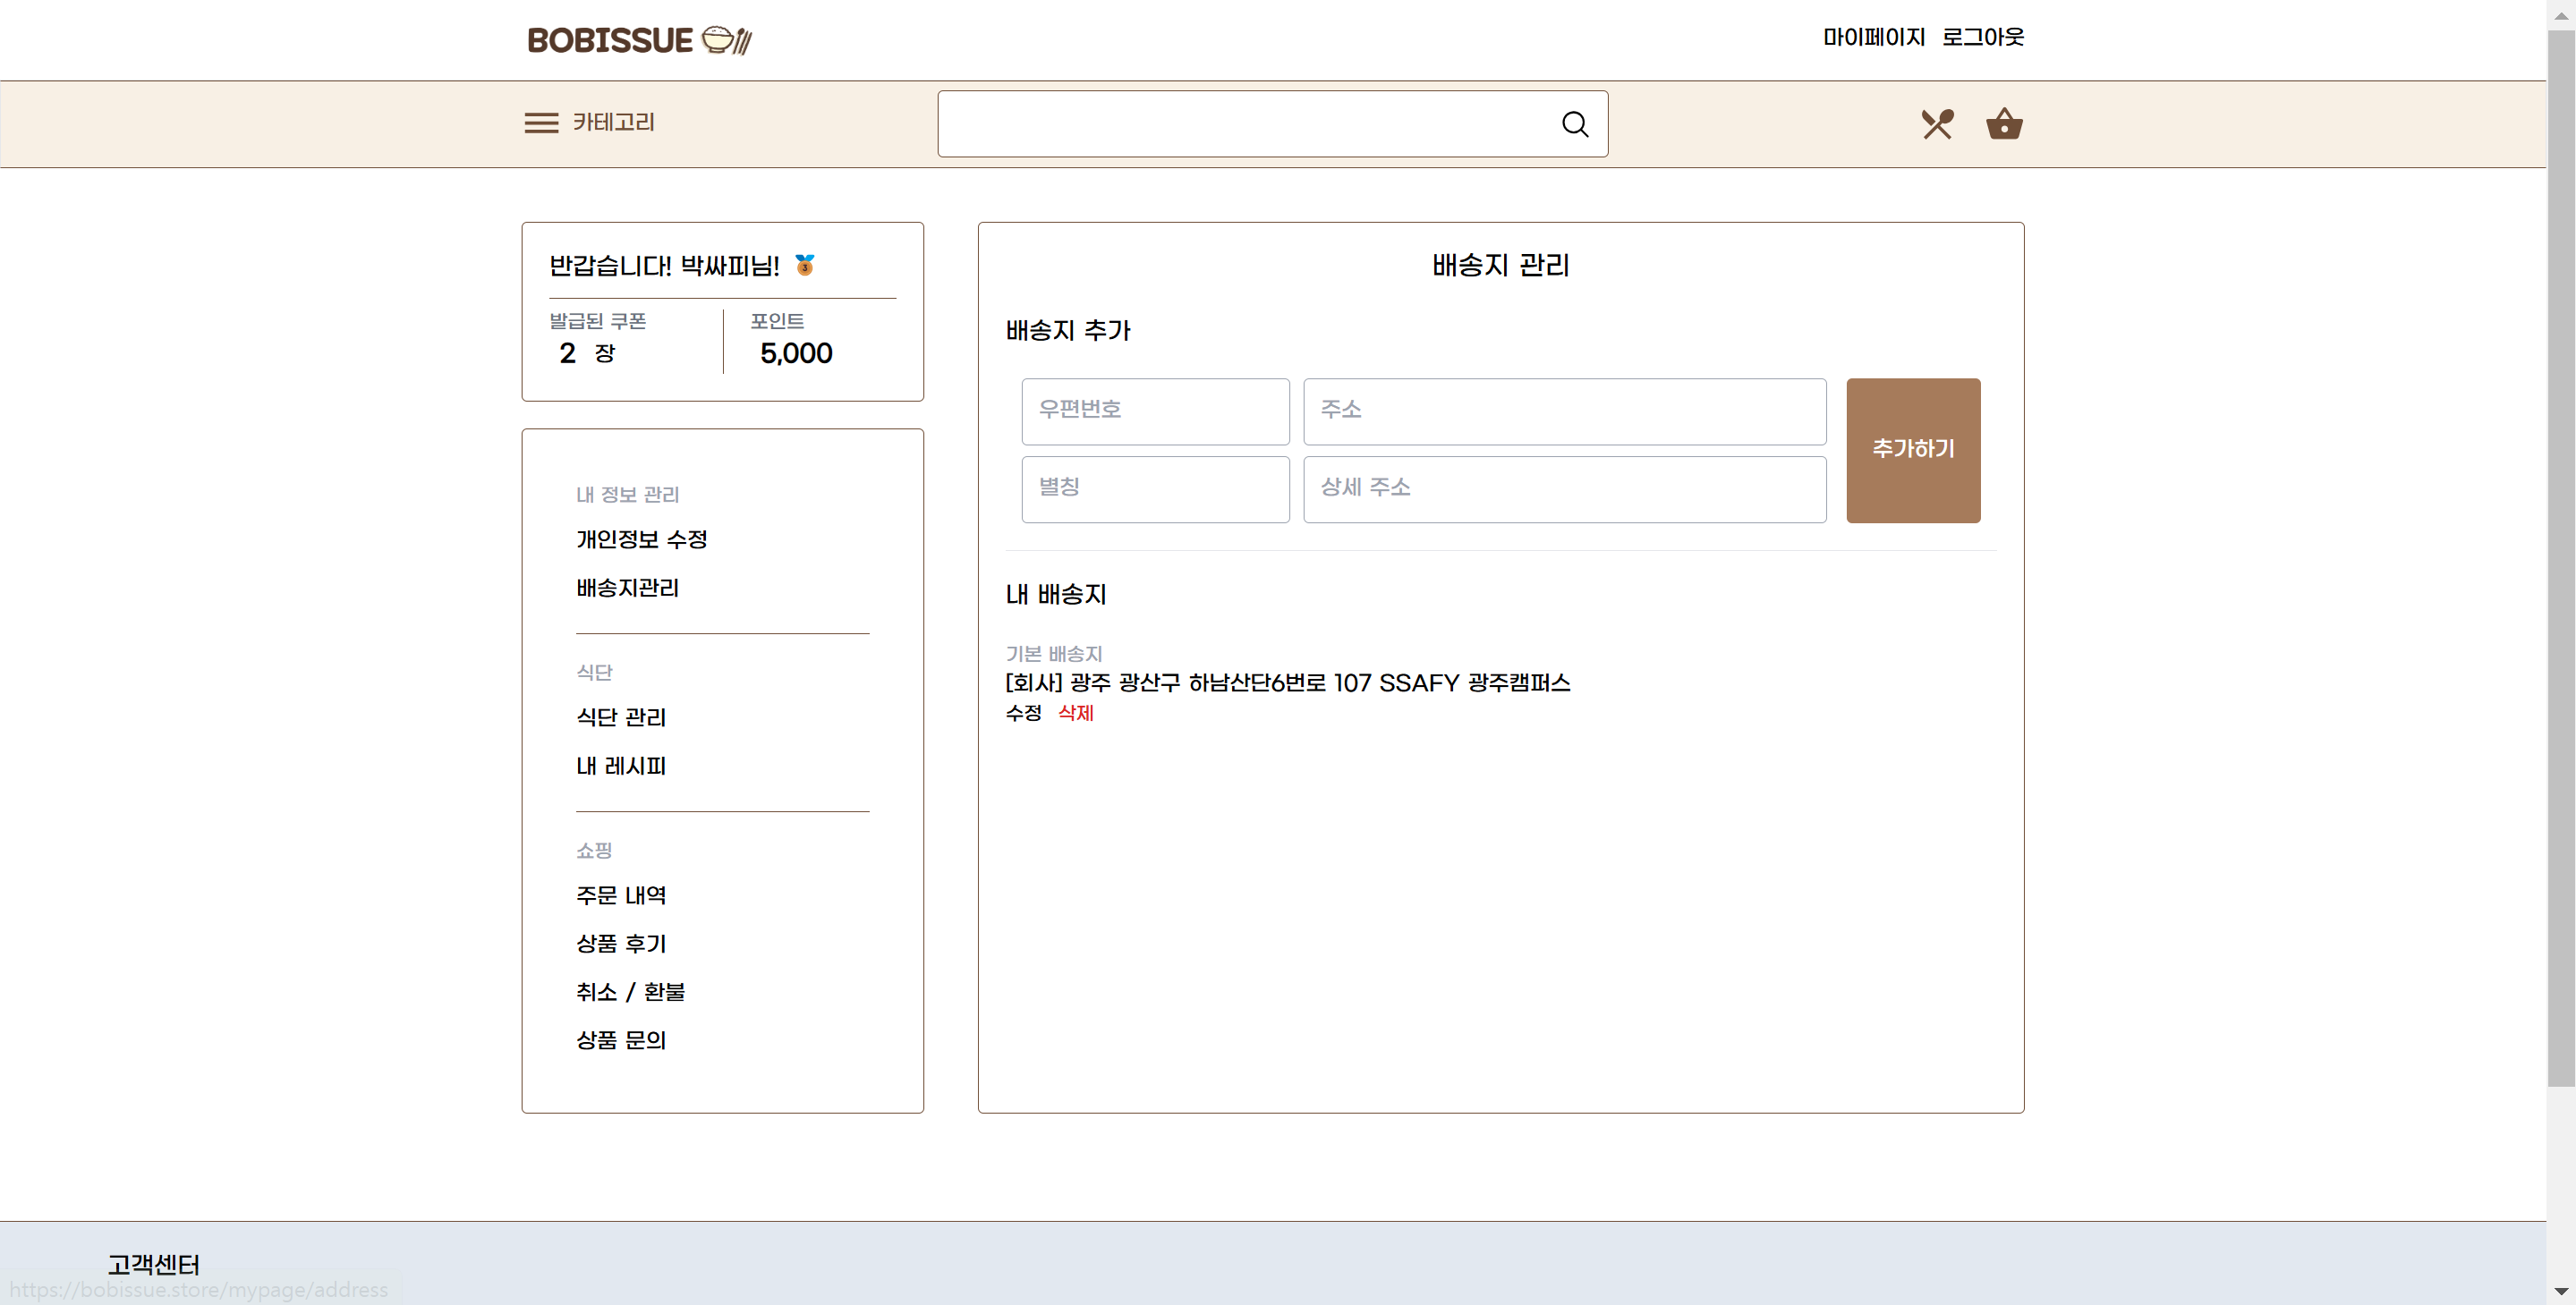 BOBISSUE
마이페이지 로그아웃
카테고리
반갑습니다! 박싸피님! 3
발급된 쿠폰
2 장
포인트
5,000
내 정보 관리
개인정보 수정
배송지관리
식단
식단 관리
내 레시피
쇼핑
주문 내역
상품 후기
취소 / 환불
상품 문의
배송지 관리
배송지 추가
우편번호 주소
별칭 상세 주소
추가하기
내 배송지
기본 배송지
[회사] 광주 광산구 하남산단6번로 107 SSAFY 광주캠퍼스
수정 삭제
고객센터
https://bobissue.store/mypage/address